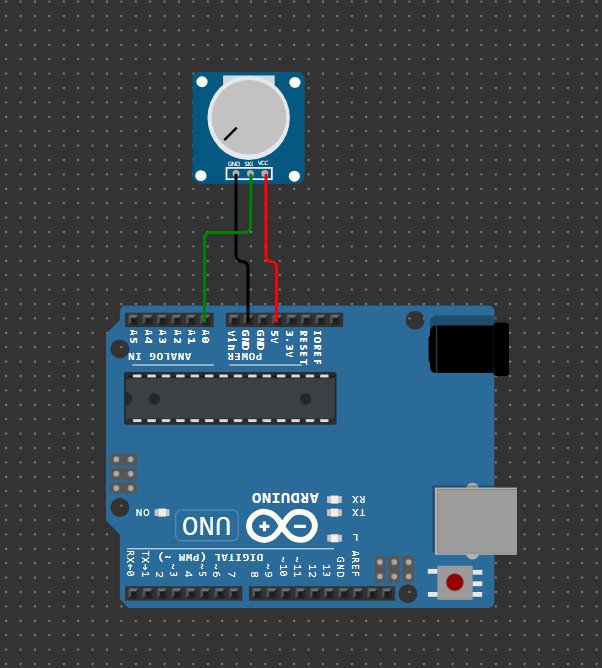 GND SIG VCC
A5 A4 A3 A2 A1 A0
Vin GND GND 5V 3.3V RESET IOREF
ANALOG IN
POWER
ARDUINO
RX
TX
ON
UNO
L
DIGITAL (PWM ~)
RX←0 TX→1 2 ~3 4 ~5 ~6 7 8 ~9 ~10 ~11 12 13 GND AREF